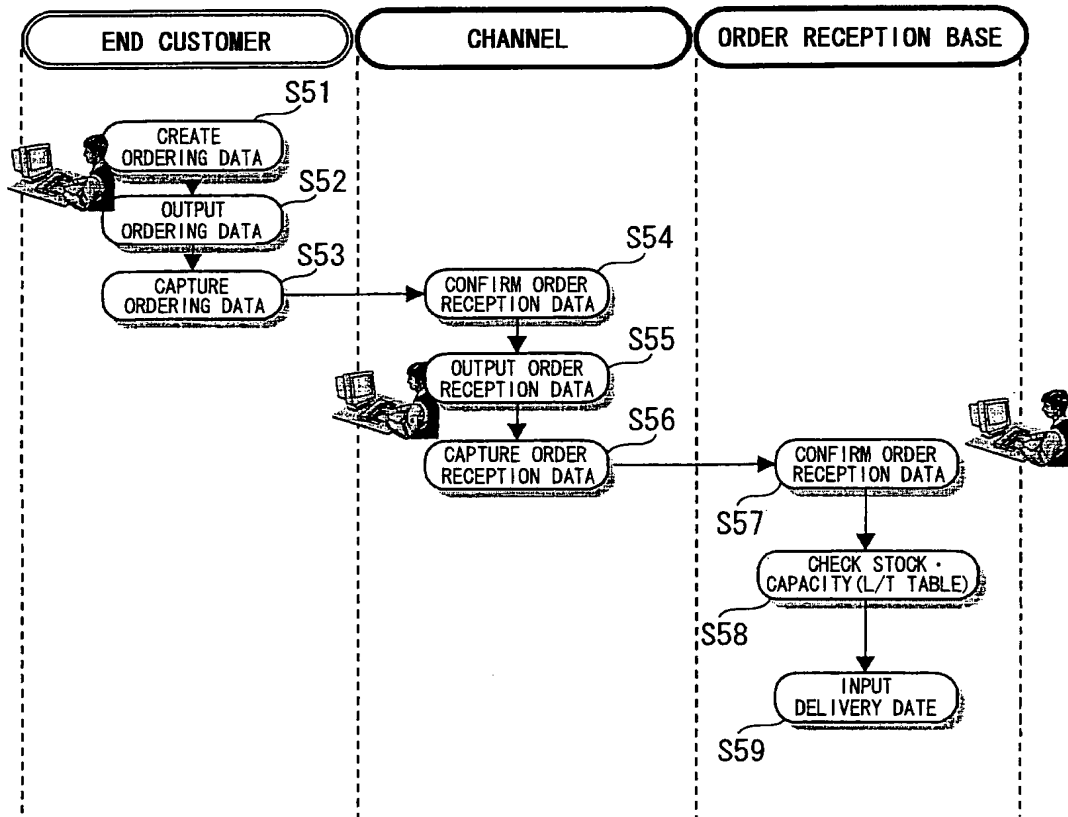 END CUSTOMER
CHANNEL
ORDER RECEPTION BASE
S51
CREATE
ORDERING DATA
S52
OUTPUT
ORDERING DATA
S53
CAPTURE
ORDERING DATA
S54
CONFIRM ORDER
RECEPTION DATA
S55
OUTPUT ORDER
RECEPTION DATA
S56
CAPTURE ORDER
RECEPTION DATA
CONFIRM ORDER
RECEPTION DATA
S57
CHECK STOCK・
CAPACITY(L/T TABLE)
S58
INPUT
DELIVERY DATE
S59